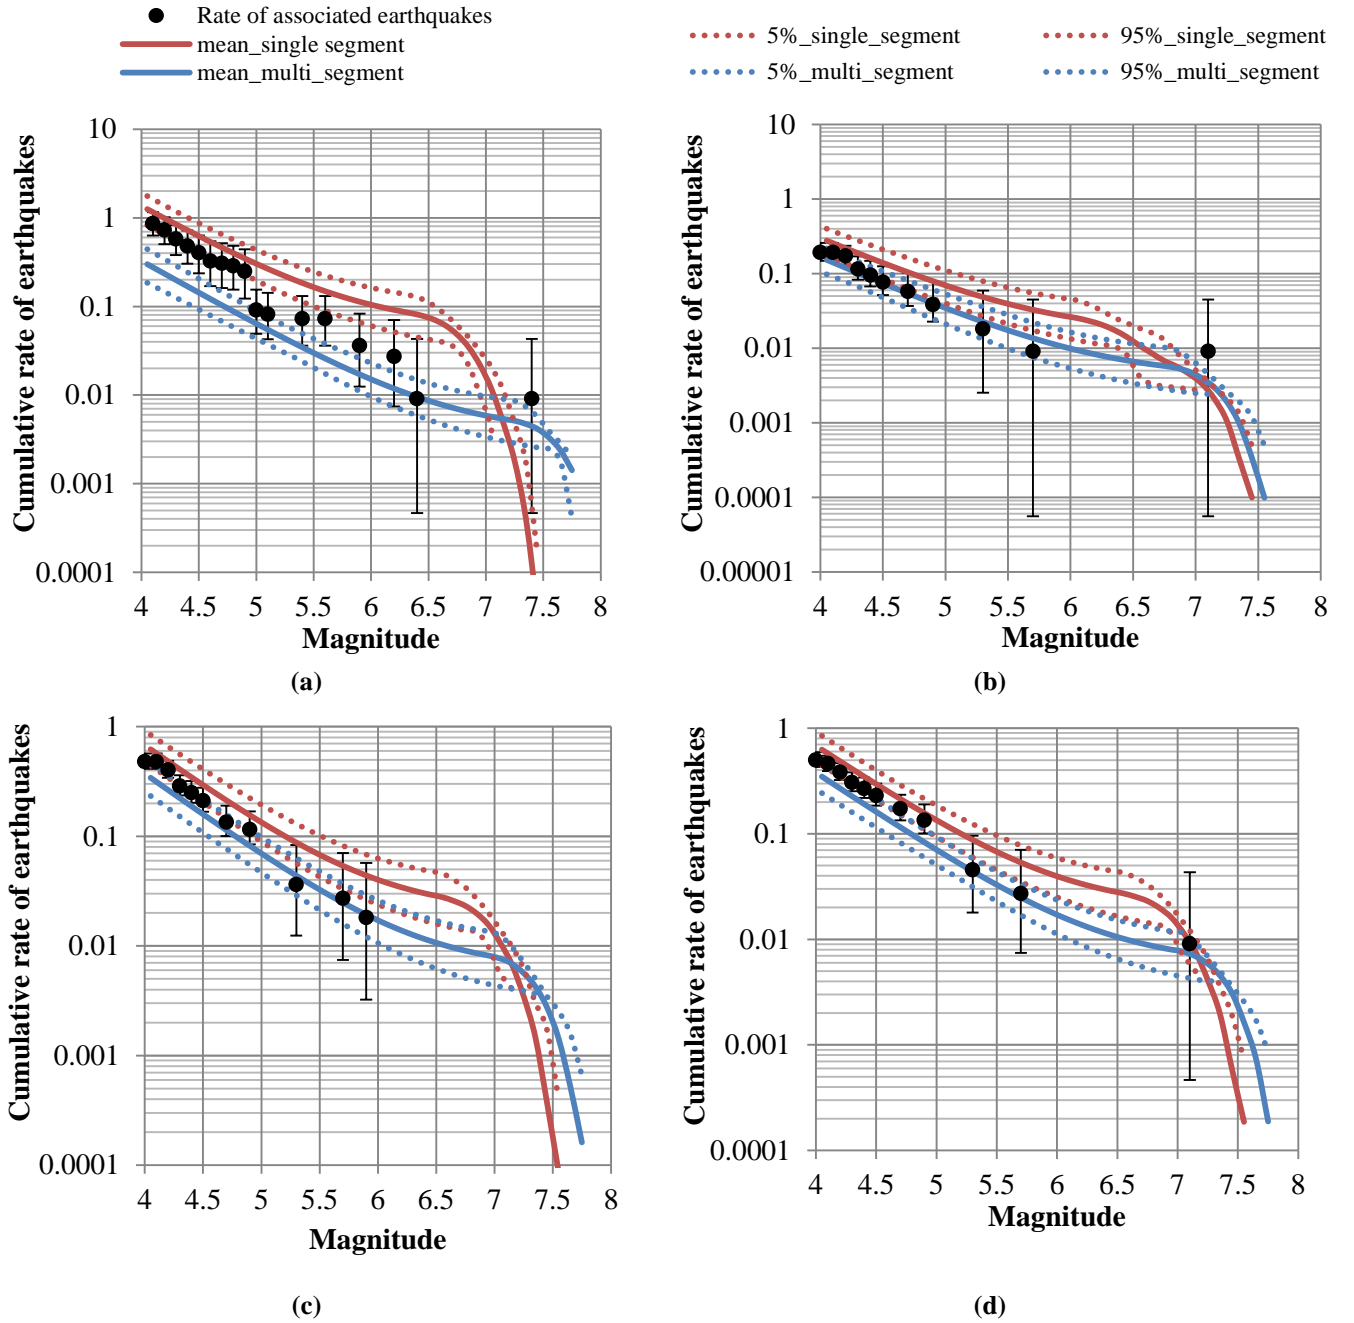 Rate of associated earthquakes
mean_single segment
mean_multi_segment
5%_single_segment 95%_single_segment
5%_multi_segment 95%_multi_segment
Cumulative rate of earthquakes
10
1
0.1
0.01
0.001
0.0001
4 4.5 5 5.5 6 6.5 7 7.5 8
Magnitude
(a)
Cumulative rate of earthquakes
10
1
0.1
0.01
0.001
0.0001
0.00001
4 4.5 5 5.5 6 6.5 7 7.5 8
Magnitude
(b)
Cumulative rate of earthquakes
1
0.1
0.01
0.001
0.0001
4 4.5 5 5.5 6 6.5 7 7.5 8
Magnitude
(c)
Cumulative rate of earthquakes
1
0.1
0.01
0.001
0.0001
4 4.5 5 5.5 6 6.5 7 7.5 8
Magnitude
(d)